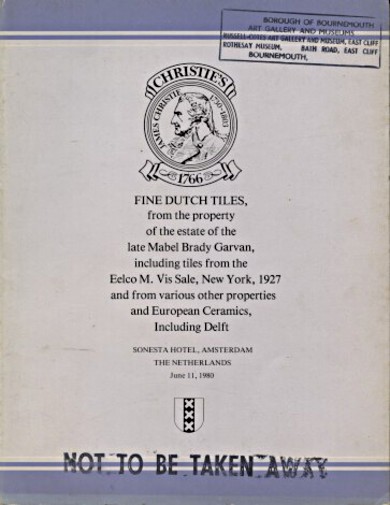 BOROUGH OF BOURNEMOUTH
ART GALLERY AND MUSEUMS
RUSSELL-COTES ART GALLERY AND MUSEUM, EAST CLIFF
ROTHESAY MUSEUM, BATH ROAD, EAST CLIFF
BOURNEMOUTH.
CHRISTIE'S
JAMES CHRISTIE 1730-1803
1766
FINE DUTCH TILES,
from the property
of the estate of the
late Mabel Brady Garvan,
including tiles from the
Eelco M. Vis Sale, New York, 1927
and from various other properties
and European Ceramics,
Including Delft
SONESTA HOTEL, AMSTERDAM
THE NETHERLANDS
June 11, 1980
NOT TO BE TAKEN AWAY